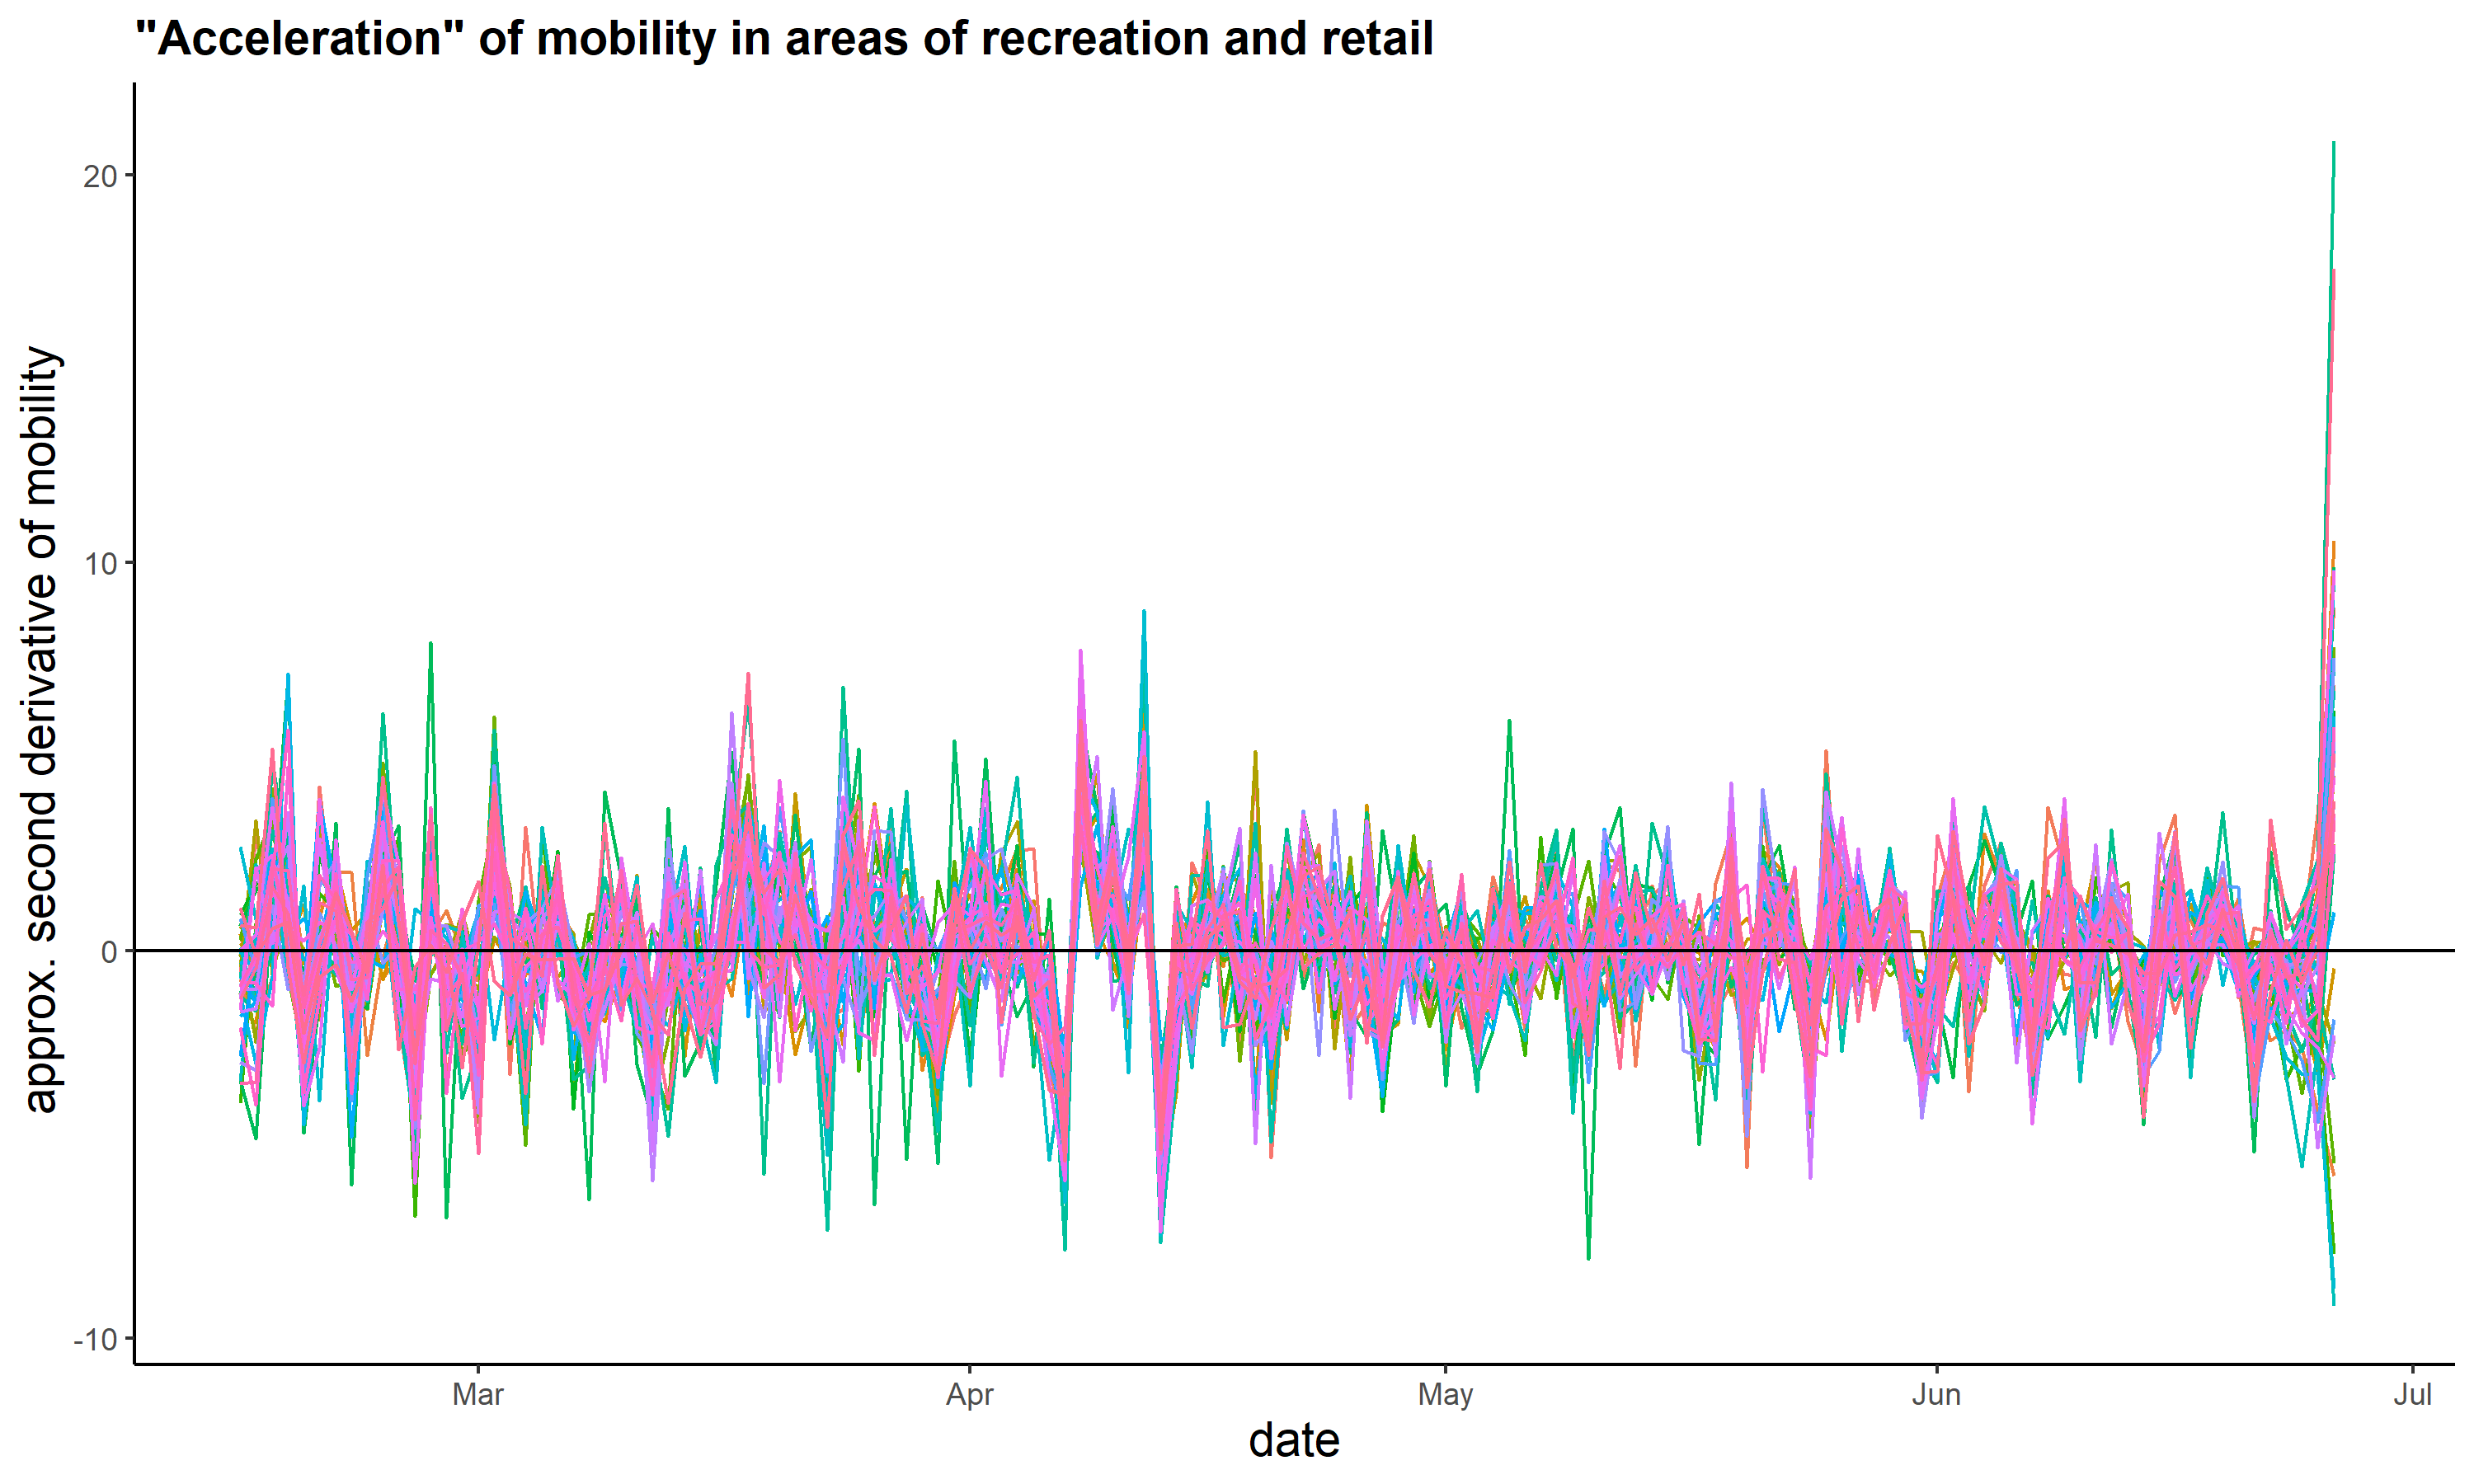 "Acceleration" of mobility in areas of recreation and retail
approx. second derivative of mobility
20
10
0
-10
Mar Apr May Jun Jul
date